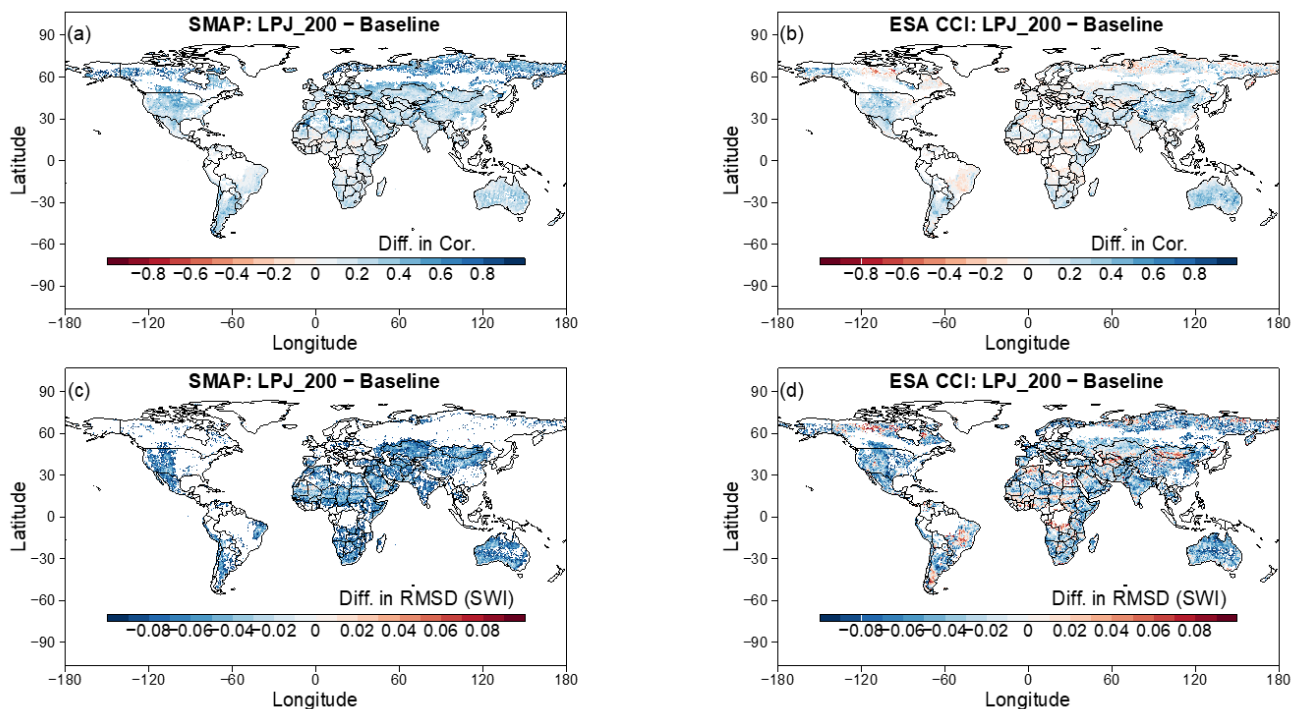 (a)
SMAP: LPJ_200 − Baseline
90
60
30
0
−30
−60
−90
Latitude
Diff. in Cor.
−0.8 −0.6 −0.4 −0.2 0 0.2 0.4 0.6 0.8
−180 −120 −60 0 60 120 180
Longitude
(b)
ESA CCI: LPJ_200 − Baseline
90
60
30
0
−30
−60
−90
Latitude
Diff. in Cor.
−0.8 −0.6 −0.4 −0.2 0 0.2 0.4 0.6 0.8
−180 −120 −60 0 60 120 180
Longitude
(c)
SMAP: LPJ_200 − Baseline
90
60
30
0
−30
−60
−90
Latitude
Diff. in RMSD (SWI)
−0.08 −0.06 −0.04 −0.02 0 0.02 0.04 0.06 0.08
−180 −120 −60 0 60 120 180
Longitude
(d)
ESA CCI: LPJ_200 − Baseline
90
60
30
0
−30
−60
−90
Latitude
Diff. in RMSD (SWI)
−0.08 −0.06 −0.04 −0.02 0 0.02 0.04 0.06 0.08
−180 −120 −60 0 60 120 180
Longitude